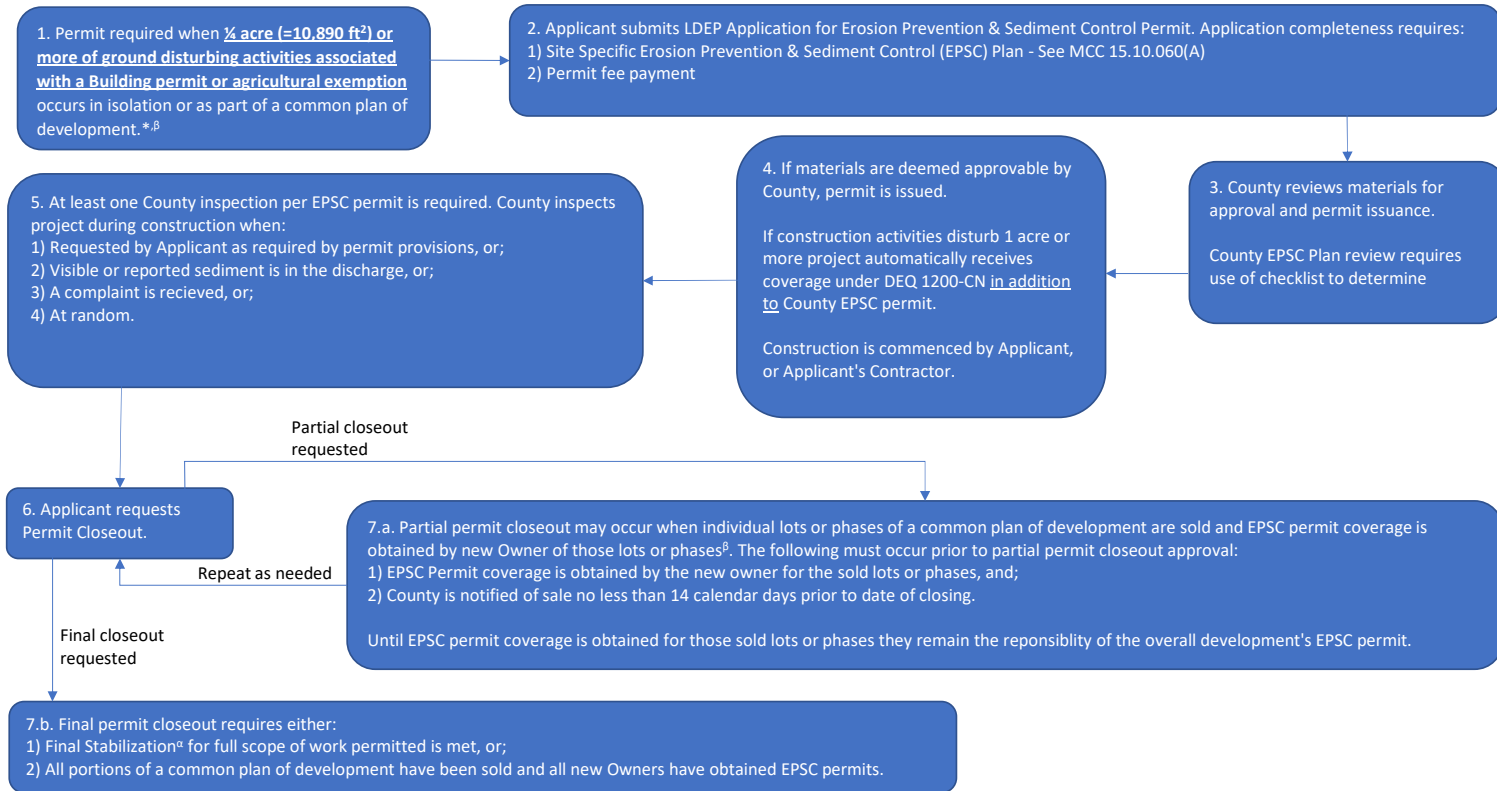 1. Permit required when ¼ acre (=10,890 ft²) or
more of ground disturbing activities associated
with a Building permit or agricultural exemption
occurs in isolation or as part of a common plan of
development.*,β
2. Applicant submits LDEP Application for Erosion Prevention & Sediment Control Permit. Application completeness requires:
1) Site Specific Erosion Prevention & Sediment Control (EPSC) Plan - See MCC 15.10.060(A)
2) Permit fee payment
3. County reviews materials for
approval and permit issuance.
County EPSC Plan review requires
use of checklist to determine
4. If materials are deemed approvable by
County, permit is issued.
If construction activities disturb 1 acre or
more project automatically receives
coverage under DEQ 1200-CN in addition
to County EPSC permit.
Construction is commenced by Applicant,
or Applicant's Contractor.
5. At least one County inspection per EPSC permit is required. County inspects
project during construction when:
1) Requested by Applicant as required by permit provisions, or;
2) Visible or reported sediment is in the discharge, or;
3) A complaint is recieved, or;
4) At random.
Partial closeout
requested
6. Applicant requests
Permit Closeout.
Repeat as needed
7.a. Partial permit closeout may occur when individual lots or phases of a common plan of development are sold and EPSC permit coverage is
obtained by new Owner of those lots or phasesᵝ. The following must occur prior to partial permit closeout approval:
1) EPSC Permit coverage is obtained by the new owner for the sold lots or phases, and;
2) County is notified of sale no less than 14 calendar days prior to date of closing.
Until EPSC permit coverage is obtained for those sold lots or phases they remain the reponsiblity of the overall development's EPSC permit.
Final closeout
requested
7.b. Final permit closeout requires either:
1) Final Stabilizationᵅ for full scope of work permitted is met, or;
2) All portions of a common plan of development have been sold and all new Owners have obtained EPSC permits.